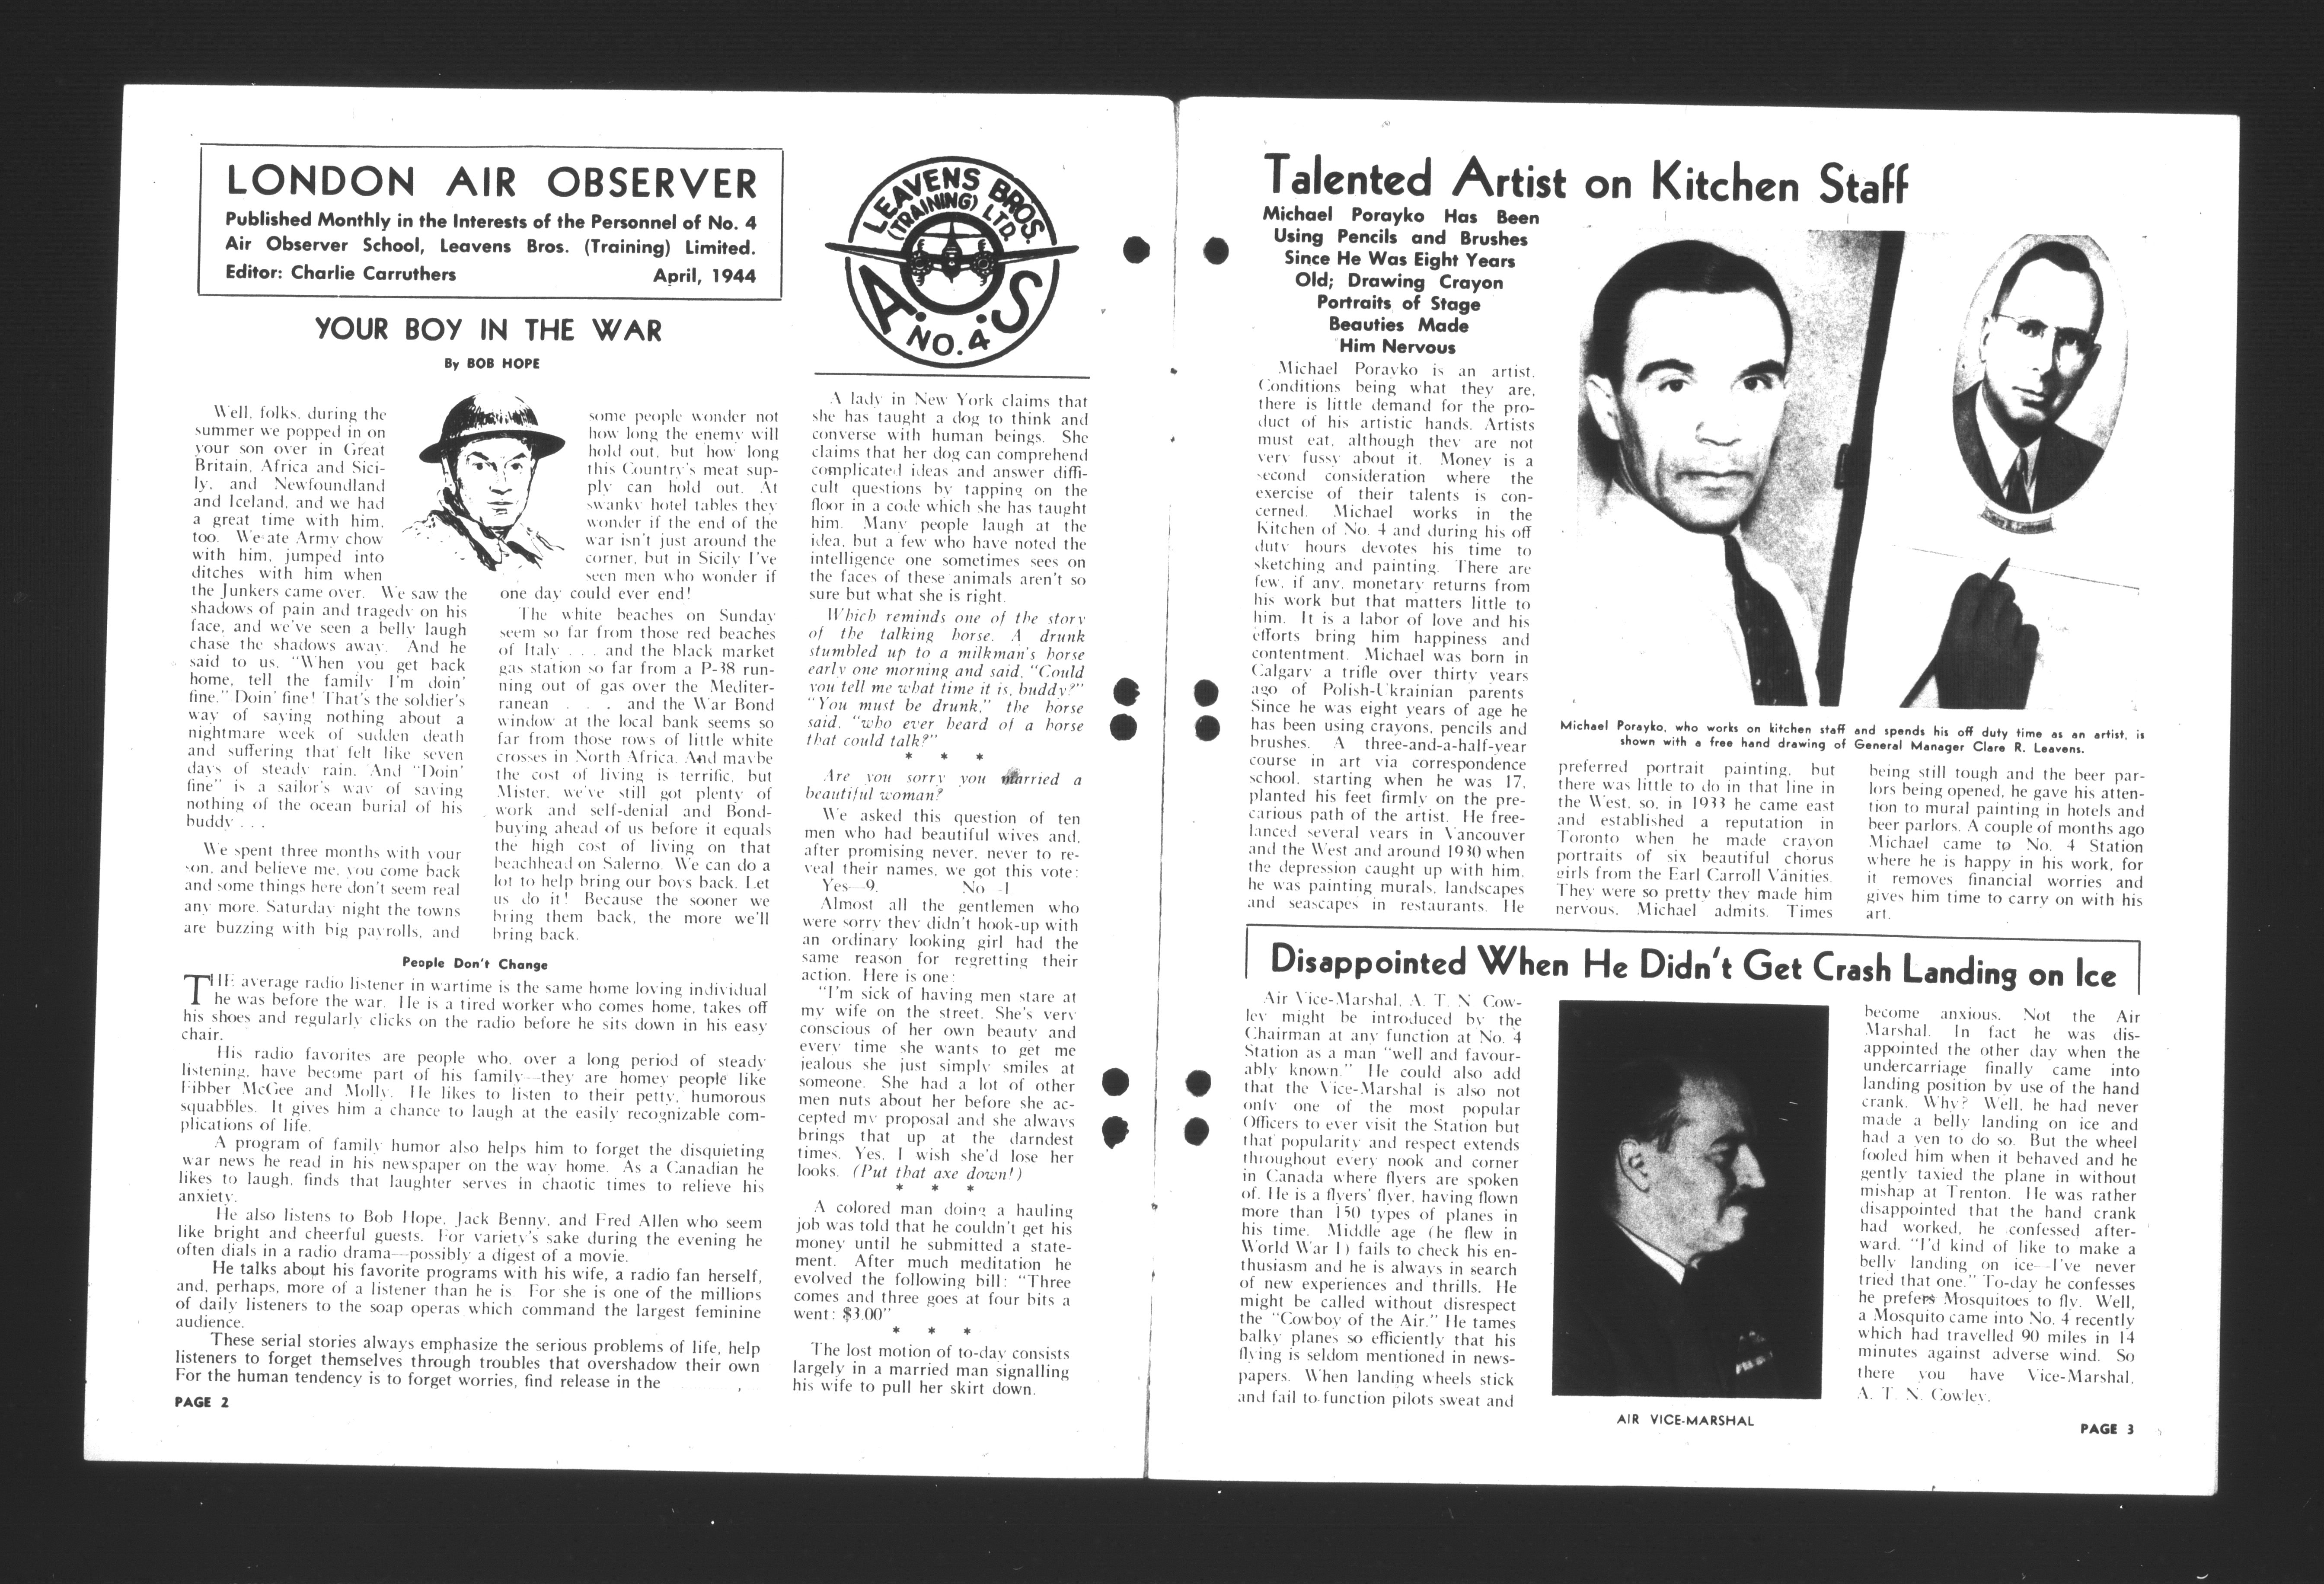 LONDON AIR OBSERVER
Published Monthly in the Interests of the Personnel of No. 4
Air Observer School, Leavens Bros. (Training) Limited.
Editor: Charlie Carruthers April, 1944
YOUR BOY IN THE WAR
By BOB HOPE
Well, folks, during the
summer we popped in on
your son over in Great
Britain, Africa and Sici-
ly, and Newfoundland
and Iceland, and we had
a great time with him,
too. We ate Army chow
with him, jumped into
ditches with him when
the Junkers came over. We saw the
shadows of pain and tragedy on his
face, and we've seen a belly laugh
chase the shadows away. And he
said to us, "When you get back
home, tell the family I'm doin'
fine." Doin' fine! That's the soldier's
way of saying nothing about a
nightmare week of sudden death
and suffering that felt like seven
days of steady rain. And "Doin'
fine" is a sailor's way of saying
nothing of the ocean burial of his
buddy . . .
We spent three months with your
son, and believe me, you come back
and some things here don't seem real
any more. Saturday night the towns
are buzzing with big payrolls, and
some people wonder not
how long the enemy will
hold out, but how long
this Country's meat sup-
ply can hold out. At
swanky hotel tables they
wonder if the end of the
war isn't just around the
corner, but in Sicily I've
seen men who wonder if
one day could ever end!
The white beaches on Sunday
seem so far from those red beaches
of Italy . . . and the black market
gas station so far from a P-38 run-
ning out of gas over the Mediter-
ranean . . . and the War Bond
window at the local bank seems so
far from those rows of little white
crosses in North Africa. And maybe
the cost of living is terrific, but
Mister, we've still got plenty of
work and self-denial and Bond-
buying ahead of us before it equals
the high cost of living on that
beachhead on Salerno. We can do a
lot to help bring our boys back. Let
us do it! Because the sooner we
bring them back, the more we'll
bring back.
People Don't Change
THE average radio listener in wartime is the same home loving individual
he was before the war. He is a tired worker who comes home, takes off
his shoes and regularly clicks on the radio before he sits down in his easy
chair.
His radio favorites are people who, over a long period of steady
listening, have become part of his family—they are homey people like
Fibber McGee and Molly. He likes to listen to their petty, humorous
squabbles. It gives him a chance to laugh at the easily recognizable com-
plications of life.
A program of family humor also helps him to forget the disquieting
war news he read in his newspaper on the way home. As a Canadian he
likes to laugh, finds that laughter serves in chaotic times to relieve his
anxiety.
He also listens to Bob Hope, Jack Benny, and Fred Allen who seem
like bright and cheerful guests. For variety's sake during the evening he
often dials in a radio drama—possibly a digest of a movie.
He talks about his favorite programs with his wife, a radio fan herself,
and, perhaps, more of a listener than he is For she is one of the millions
of daily listeners to the soap operas which command the largest feminine
audience.
These serial stories always emphasize the serious problems of life, help
listeners to forget themselves through troubles that overshadow their own
For the human tendency is to forget worries, find release in the
PAGE 2
LEAVENS BROS.
(TRAINING) LTD.
A. .S
NO. 4
A lady in New York claims that
she has taught a dog to think and
converse with human beings. She
claims that her dog can comprehend
complicated ideas and answer diffi-
cult questions by tapping on the
floor in a code which she has taught
him. Many people laugh at the
idea, but a few who have noted the
intelligence one sometimes sees on
the faces of these animals aren't so
sure but what she is right.
Which reminds one of the story
of the talking horse. A drunk
stumbled up to a milkman's horse
early one morning and said, "Could
you tell me what time it is, buddy?"
"You must be drunk," the horse
said, "who ever heard of a horse
that could talk?"
* * *
Are you sorry you married a
beautiful woman?
We asked this question of ten
men who had beautiful wives and,
after promising never, never to re-
veal their names, we got this vote:
Yes—9. No -1
Almost all the gentlemen who
were sorry they didn't hook-up with
an ordinary looking girl had the
same reason for regretting their
action. Here is one:
"I'm sick of having men stare at
my wife on the street. She's very
conscious of her own beauty and
every time she wants to get me
jealous she just simply smiles at
someone. She had a lot of other
men nuts about her before she ac-
cepted my proposal and she always
brings that up at the darndest
times. Yes, I wish she'd lose her
looks. (Put that axe down!)
* * *
A colored man doing a hauling
job was told that he couldn't get his
money until he submitted a state-
ment. After much meditation he
evolved the following bill: "Three
comes and three goes at four bits a
went: $3.00"
* * *
The lost motion of to-day consists
largely in a married man signalling
his wife to pull her skirt down.
Talented Artist on Kitchen Staff
Michael Porayko Has Been
Using Pencils and Brushes
Since He Was Eight Years
Old; Drawing Crayon
Portraits of Stage
Beauties Made
Him Nervous
Michael Porayko is an artist.
Conditions being what they are,
there is little demand for the pro-
duct of his artistic hands. Artists
must eat, although they are not
very fussy about it. Money is a
second consideration where the
exercise of their talents is con-
cerned. Michael works in the
Kitchen of No. 4 and during his off
duty hours devotes his time to
sketching and painting. There are
few, if any, monetary returns from
his work but that matters little to
him. It is a labor of love and his
efforts bring him happiness and
contentment. Michael was born in
Calgary a trifle over thirty years
ago of Polish-Ukrainian parents
Since he was eight years of age he
has been using crayons, pencils and
brushes. A three-and-a-half-year
course in art via correspondence
school, starting when he was 17,
planted his feet firmly on the pre-
carious path of the artist. He free-
lanced several years in Vancouver
and the West and around 1930 when
the depression caught up with him,
he was painting murals, landscapes
and seascapes in restaurants. He
Michael Porayko, who works on kitchen staff and spends his off duty time as an artist, is
shown with a free hand drawing of General Manager Clare R. Leavens.
preferred portrait painting, but
there was little to do in that line in
the West, so, in 1933 he came east
and established a reputation in
Toronto when he made crayon
portraits of six beautiful chorus
girls from the Earl Carroll Vanities.
They were so pretty they made him
nervous, Michael admits. Times
being still tough and the beer par-
lors being opened, he gave his atten-
tion to mural painting in hotels and
beer parlors. A couple of months ago
Michael came to No. 4 Station
where he is happy in his work, for
it removes financial worries and
gives him time to carry on with his
art.
Disappointed When He Didn't Get Crash Landing on Ice
Air Vice-Marshal, A. T. N Cow-
ley might be introduced by the
Chairman at any function at No. 4
Station as a man "well and favour-
ably known." He could also add
that the Vice-Marshal is also not
only one of the most popular
Officers to ever visit the Station but
that popularity and respect extends
throughout every nook and corner
in Canada where flyers are spoken
of. He is a flyers' flyer, having flown
more than 150 types of planes in
his time. Middle age (he flew in
World War I) fails to check his en-
thusiasm and he is always in search
of new experiences and thrills. He
might be called without disrespect
the "Cowboy of the Air." He tames
balky planes so efficiently that his
flying is seldom mentioned in news-
papers. When landing wheels stick
and fail to function pilots sweat and
AIR VICE-MARSHAL
become anxious. Not the Air
Marshal. In fact he was dis-
appointed the other day when the
undercarriage finally came into
landing position by use of the hand
crank. Why? Well, he had never
made a belly landing on ice and
had a yen to do so. But the wheel
fooled him when it behaved and he
gently taxied the plane in without
mishap at Trenton. He was rather
disappointed that the hand crank
had worked, he confessed after-
ward. "I'd kind of like to make a
belly landing on ice—I've never
tried that one." To-day he confesses
he prefers Mosquitoes to fly. Well,
a Mosquito came into No. 4 recently
which had travelled 90 miles in 14
minutes against adverse wind. So
there you have Vice-Marshal,
A. T. N. Cowley.
PAGE 3